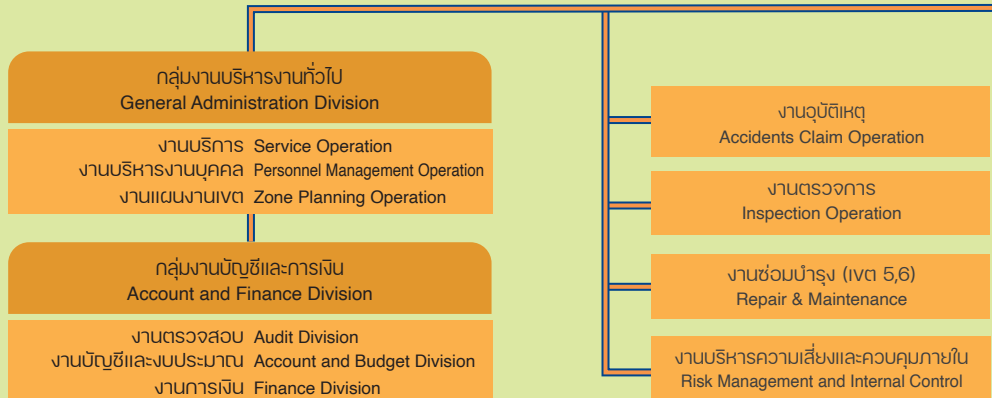 กลุ่มงานบริหารงานทั่วไป
General Administration Division
งานบริการ Service Operation
งานบริหารงานบุคคล Personnel Management Operation
งานแผนงานเขต Zone Planning Operation
กลุ่มงานบัญชีและการเงิน
Account and Finance Division
งานตรวจสอบ Audit Division
งานบัญชีและงบประมาณ Account and Budget Division
งานการเงิน Finance Division
งานอุบัติเหตุ
Accidents Claim Operation
งานตรวจการ
Inspection Operation
งานซ่อมบำรุง (เขต 5,6)
Repair & Maintenance
งานบริหารความเสี่ยงและควบคุมภายใน
Risk Management and Internal Control